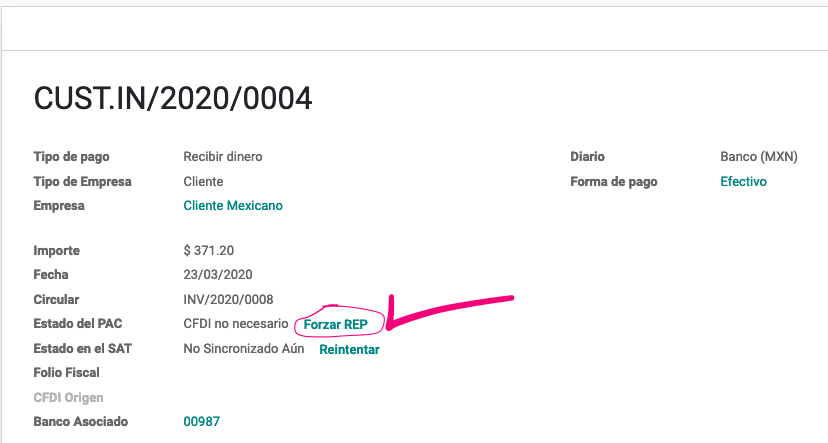 CUST.IN/2020/0004
Tipo de pago Recibir dinero Diario Banco (MXN)
Tipo de Empresa Cliente Forma de pago Efectivo
Empresa Cliente Mexicano
Importe $ 371.20
Fecha 23/03/2020
Circular INV/2020/0008
Estado del PAC CFDI no necesario Forzar REP
Estado en el SAT No Sincronizado Aún Reintentar
Folio Fiscal
CFDI Origen
Banco Asociado 00987